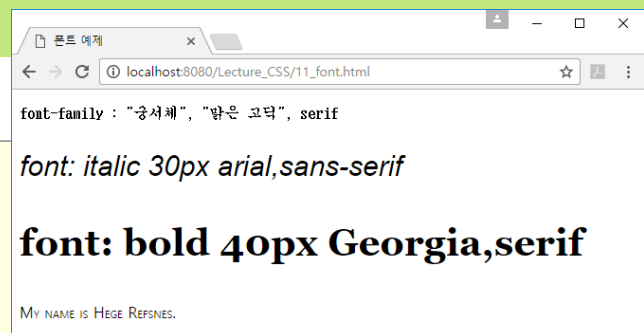 폰트 예제
localhost:8080/Lecture_CSS/11_font.html
font-family : "궁서체", "맑은 고딕", serif
font: italic 30px arial,sans-serif
font: bold 40px Georgia,serif
My name is Hege Refsnes.